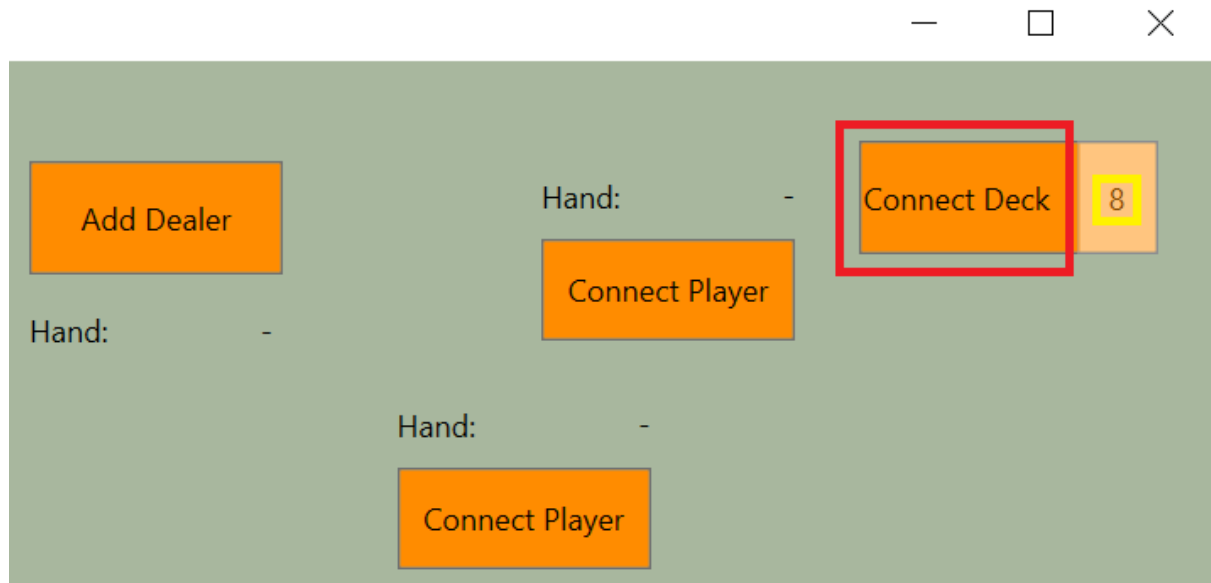 Add Dealer
Hand: -
Hand: -
Connect Player
Connect Deck 8
Hand: -
Connect Player